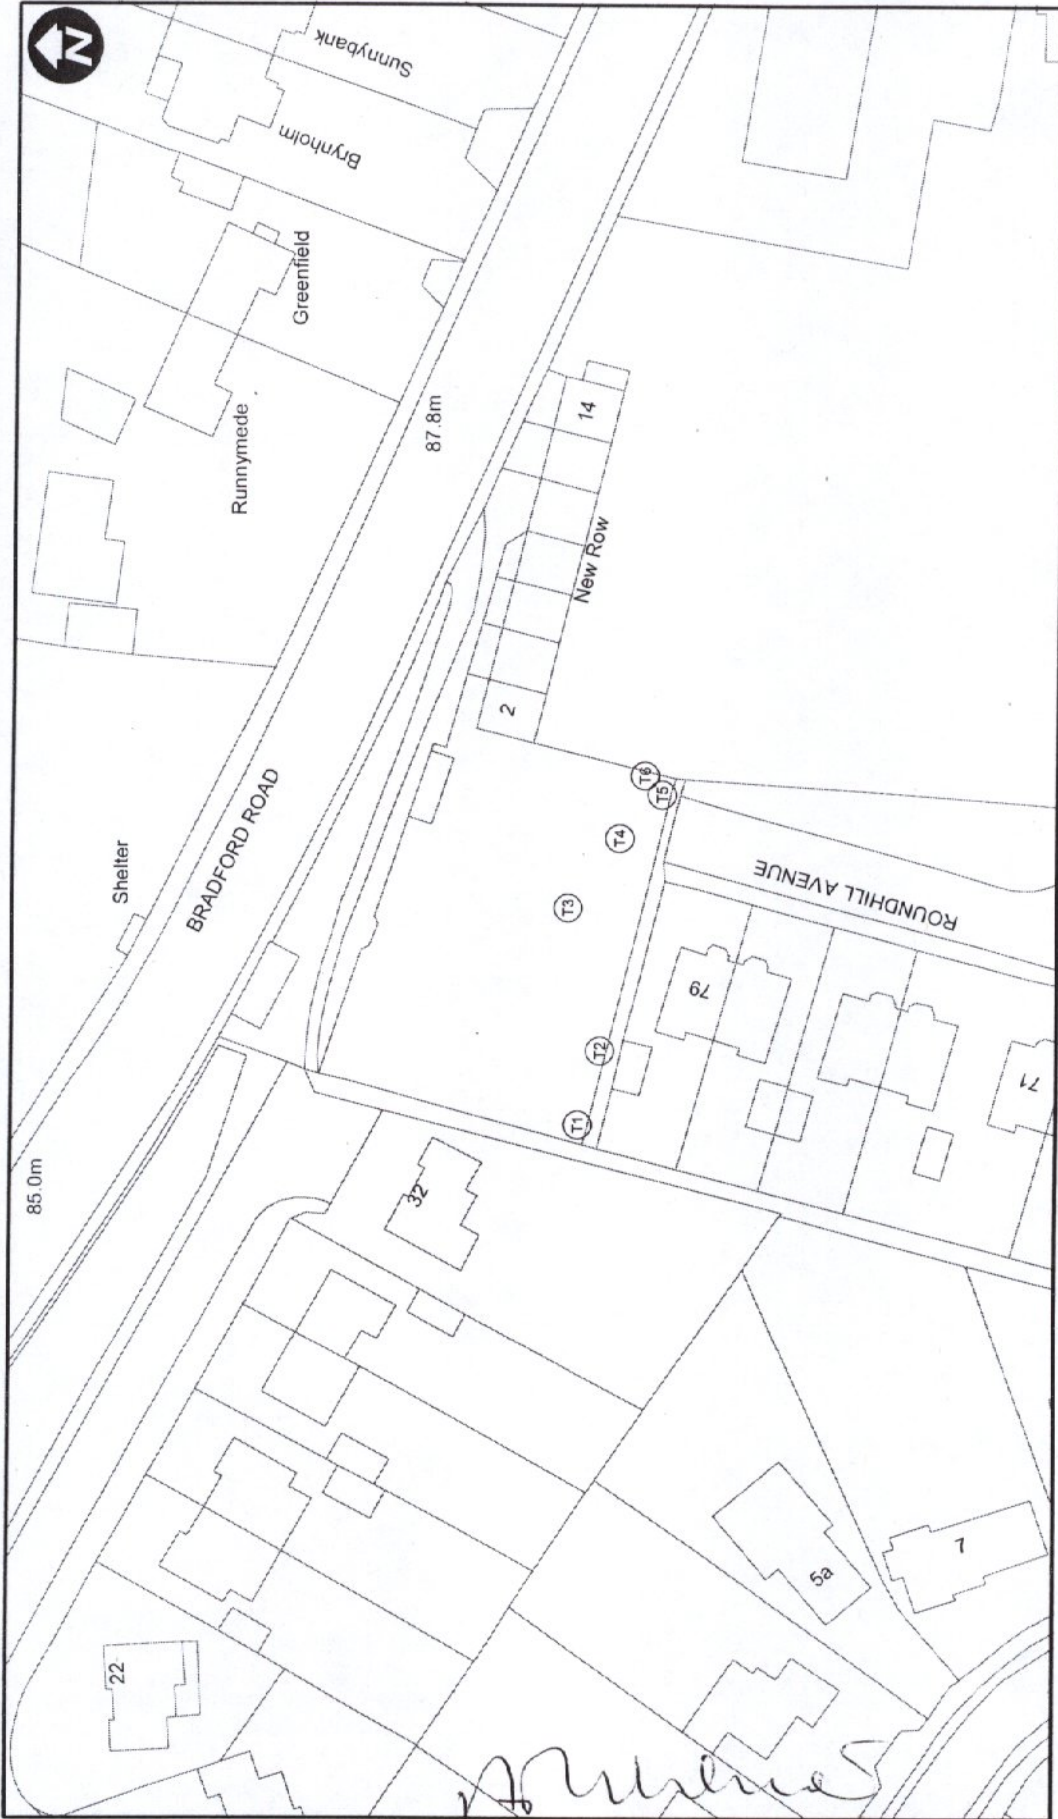 N
Sunnybank
Brynholm
Greenfield
Runnymede
87.8m
14
New Row
2
BRADFORD ROAD
Shelter
85.0m
T6
T5
T4
T3
T2
T1
ROUNDHILL AVENUE
79
71
32
22
5a
7